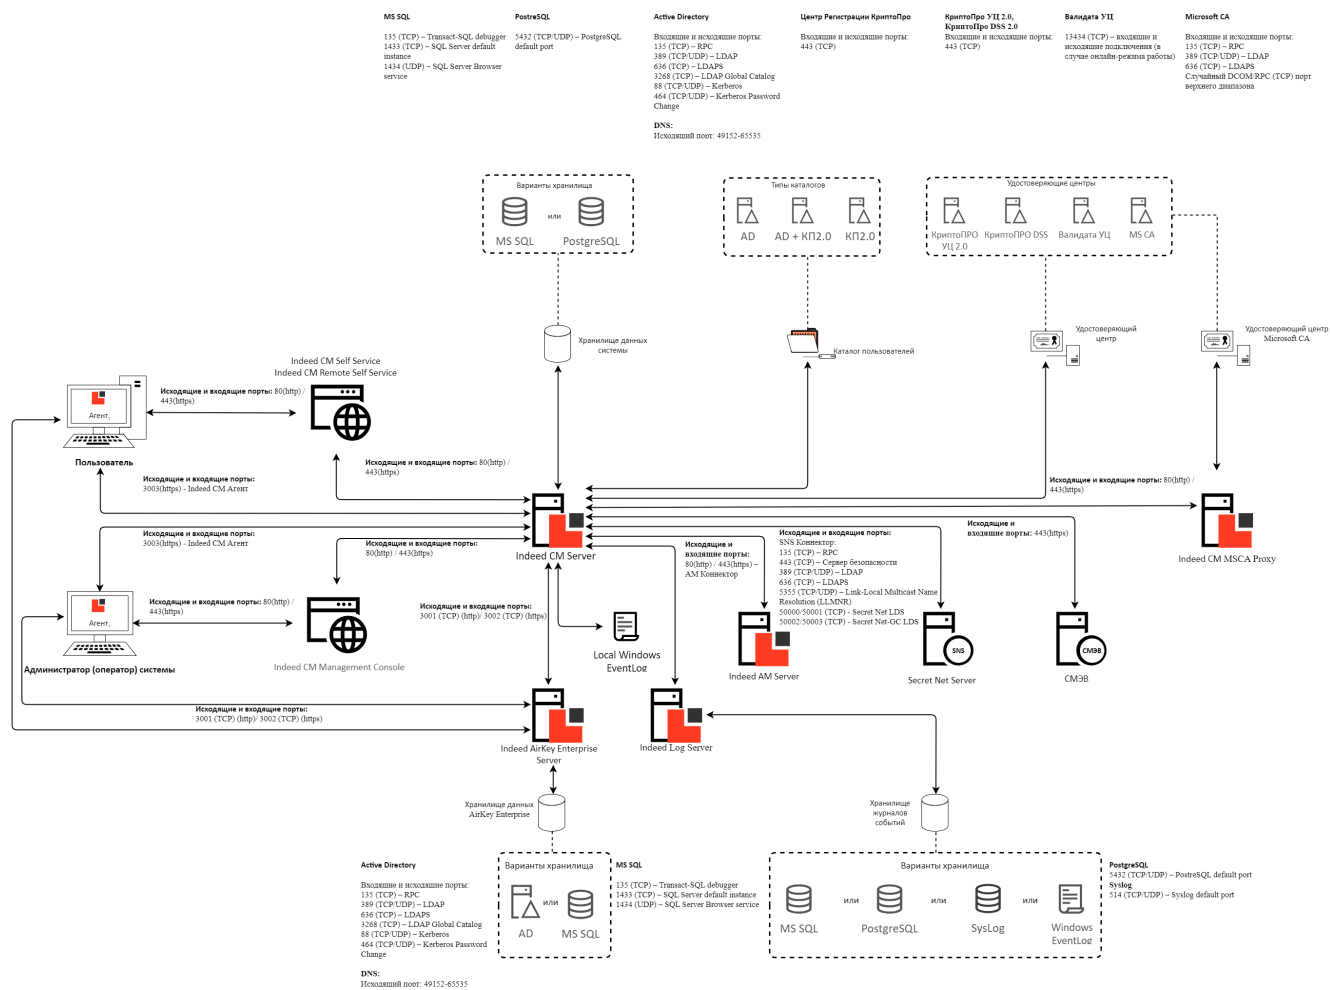 MS SQL
135 (TCP) – Transact-SQL debugger
1433 (TCP) – SQL Server default
instance
1434 (UDP) – SQL Server Browser
service
PostreSQL
5432 (TCP/UDP) – PostgreSQL
default port
Active Directory
Входящие и исходящие порты:
135 (TCP) – RPC
389 (TCP/UDP) – LDAP
636 (TCP) – LDAPS
3268 (TCP) – LDAP Global Catalog
88 (TCP/UDP) – Kerberos
464 (TCP/UDP) – Kerberos Password
Change
DNS:
Исходящий порт: 49152-65535
Центр Регистрации КриптоПро
Входящие и исходящие порты:
443 (TCP)
КриптоПро УЦ 2.0,
КриптоПро DSS 2.0
Входящие и исходящие порты:
443 (TCP)
Валидата УЦ
13434 (TCP) – входящие и
исходящие подключения (в
случае онлайн-режима работы)
Microsoft CA
Входящие и исходящие порты:
135 (TCP) – RPC
389 (TCP/UDP) – LDAP
636 (TCP) – LDAPS
Случайный DCOM/RPC (TCP) порт
верхнего диапазона
Варианты хранилища
или
MS SQL
PostgreSQL
Типы каталогов
AD
AD + КП2.0
КП2.0
Удостоверяющие центры
КриптоПРО
УЦ 2.0
КриптоПРО DSS
Валидата УЦ
MS CA
Хранилище данных
системы
Каталог пользователей
Удостоверяющий
центр
Удостоверяющий центр
Microsoft CA
Indeed CM Self Service
Indeed CM Remote Self Service
Агент,
Пользователь
Исходящие и входящие порты: 80(http) /
443(https)
Исходящие и входящие порты: 80(http) /
443(https)
Исходящие и входящие порты:
3003(https) - Indeed CM Агент
Исходящие и входящие порты: 80(http) /
443(https)
Indeed CM Server
Indeed CM MSCA Proxy
Исходящие и входящие порты:
3003(https) - Indeed CM Агент
Исходящие и входящие порты:
80(http) / 443(https)
Исходящие и
входящие порты:
80(http) / 443(https) –
AM Коннектор
Исходящие и входящие порты:
SNS Коннектор:
135 (TCP) – RPC
443 (TCP) – Сервер безопасности
389 (TCP/UDP) – LDAP
636 (TCP) – LDAPS
5355 (TCP/UDP) – Link-Local Multicast Name
Resolution (LLMNR)
50000/50001 (TCP) - Secret Net LDS
50002/50003 (TCP) - Secret Net-GC LDS
Исходящие и
входящие порты: 443(https)
Агент,
Администратор (оператор) системы
Исходящие и входящие порты: 80(http) /
443(https)
Indeed CM Management Console
Исходящие и входящие порты:
3001 (TCP) (http)/ 3002 (TCP) (https)
Local Windows
EventLog
Indeed AM Server
SNS
Secret Net Server
СМЭВ
СМЭВ
Исходящие и входящие порты:
3001 (TCP) (http)/ 3002 (TCP) (https)
Indeed AirKey Enterprise
Server
Indeed Log Server
Хранилище данных
AirKey Enterprise
Хранилище
журналов
событий
Active Directory
Входящие и исходящие порты:
135 (TCP) – RPC
389 (TCP/UDP) – LDAP
636 (TCP) – LDAPS
3268 (TCP) – LDAP Global Catalog
88 (TCP/UDP) – Kerberos
464 (TCP/UDP) – Kerberos Password
Change
DNS:
Исходящий порт: 49152-65535
Варианты хранилища
или
AD
MS SQL
MS SQL
135 (TCP) – Transact-SQL debugger
1433 (TCP) – SQL Server default instance
1434 (UDP) – SQL Server Browser service
Варианты хранилища
MS SQL
или
PostgreSQL
или
SysLog
или
Windows
EventLog
PostgreSQL
5432 (TCP/UDP) – PostreSQL default port
Syslog
514 (TCP/UDP) – Syslog default port